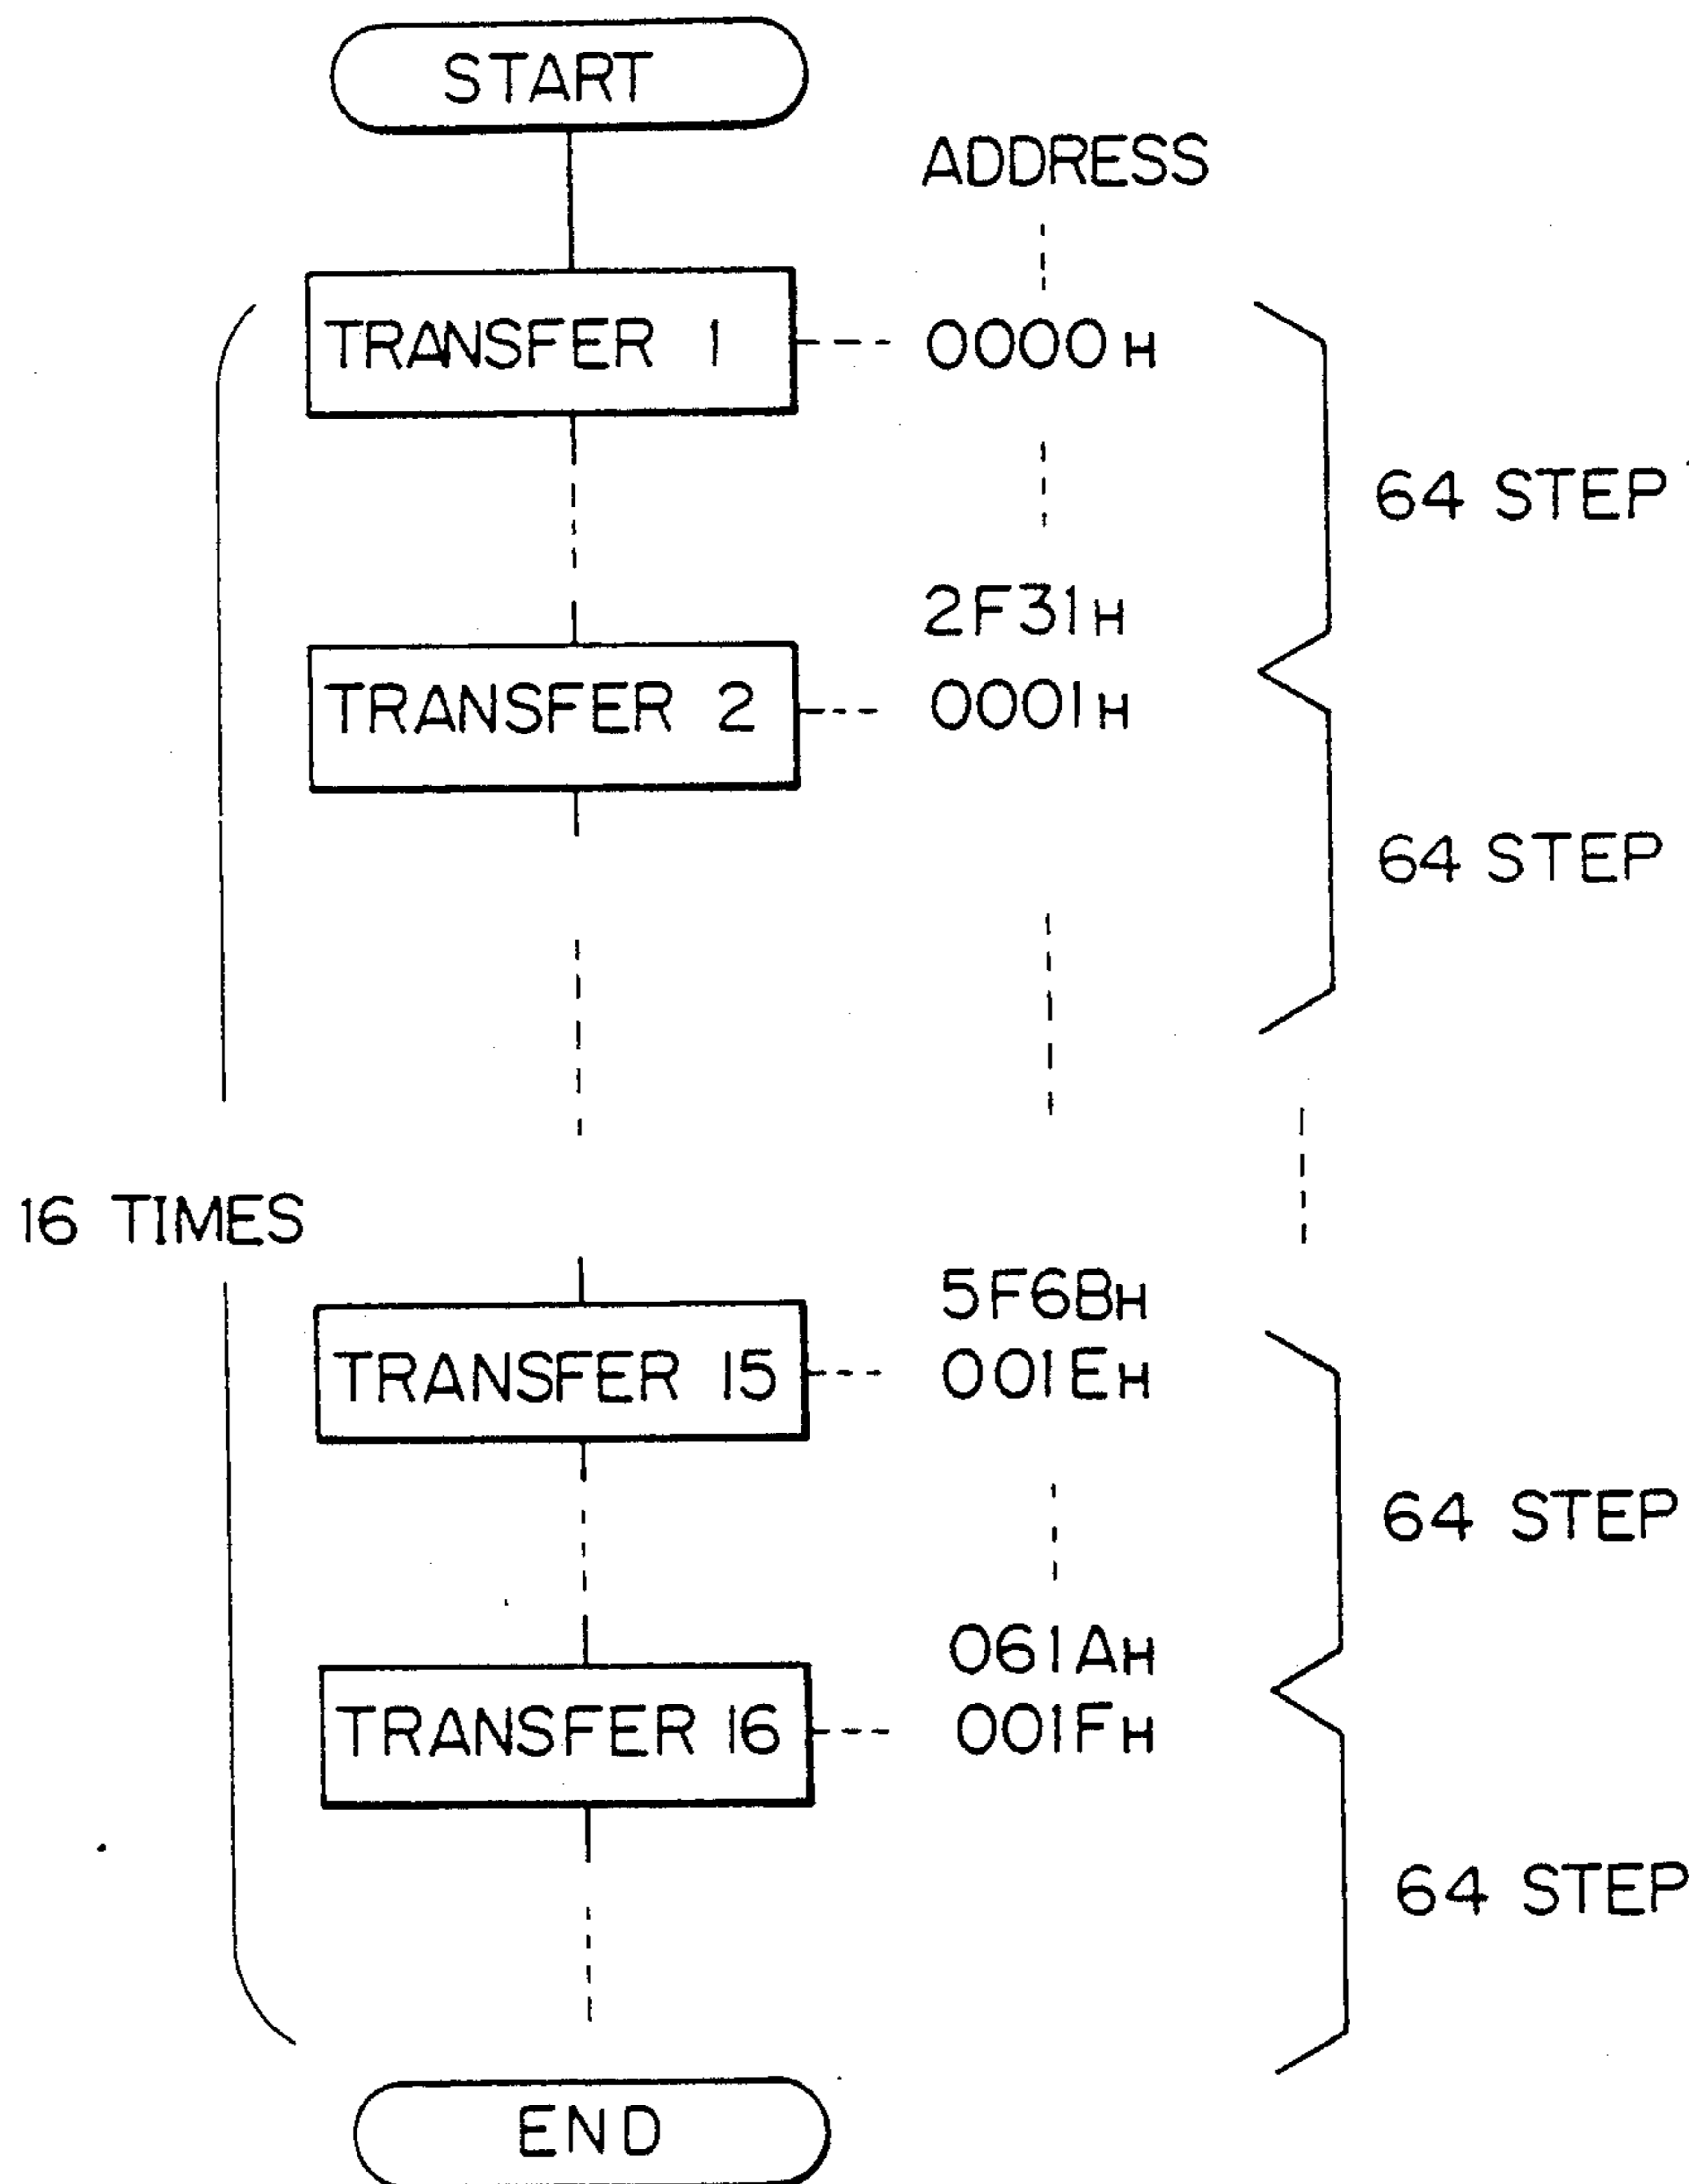 START
ADDRESS
TRANSFER 1
0000H
64 STEP
2F31H
TRANSFER 2
0001H
64 STEP
16 TIMES
5F6BH
TRANSFER 15
001EH
64 STEP
061AH
TRANSFER 16
001FH
64 STEP
END